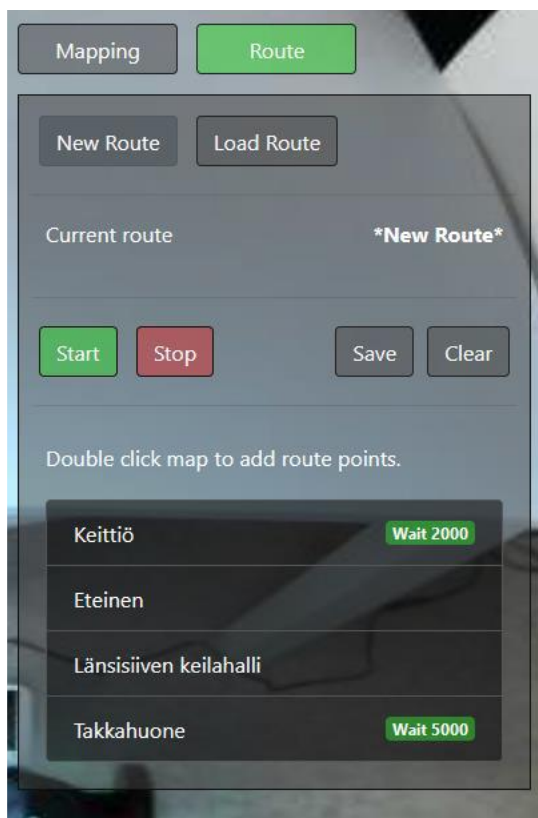 Mapping Route
New Route Load Route
Current route *New Route*
Start Stop Save Clear
Double click map to add route points.
Keittiö Wait 2000
Eteinen
Länsisiiven keilahalli
Takkahuone Wait 5000